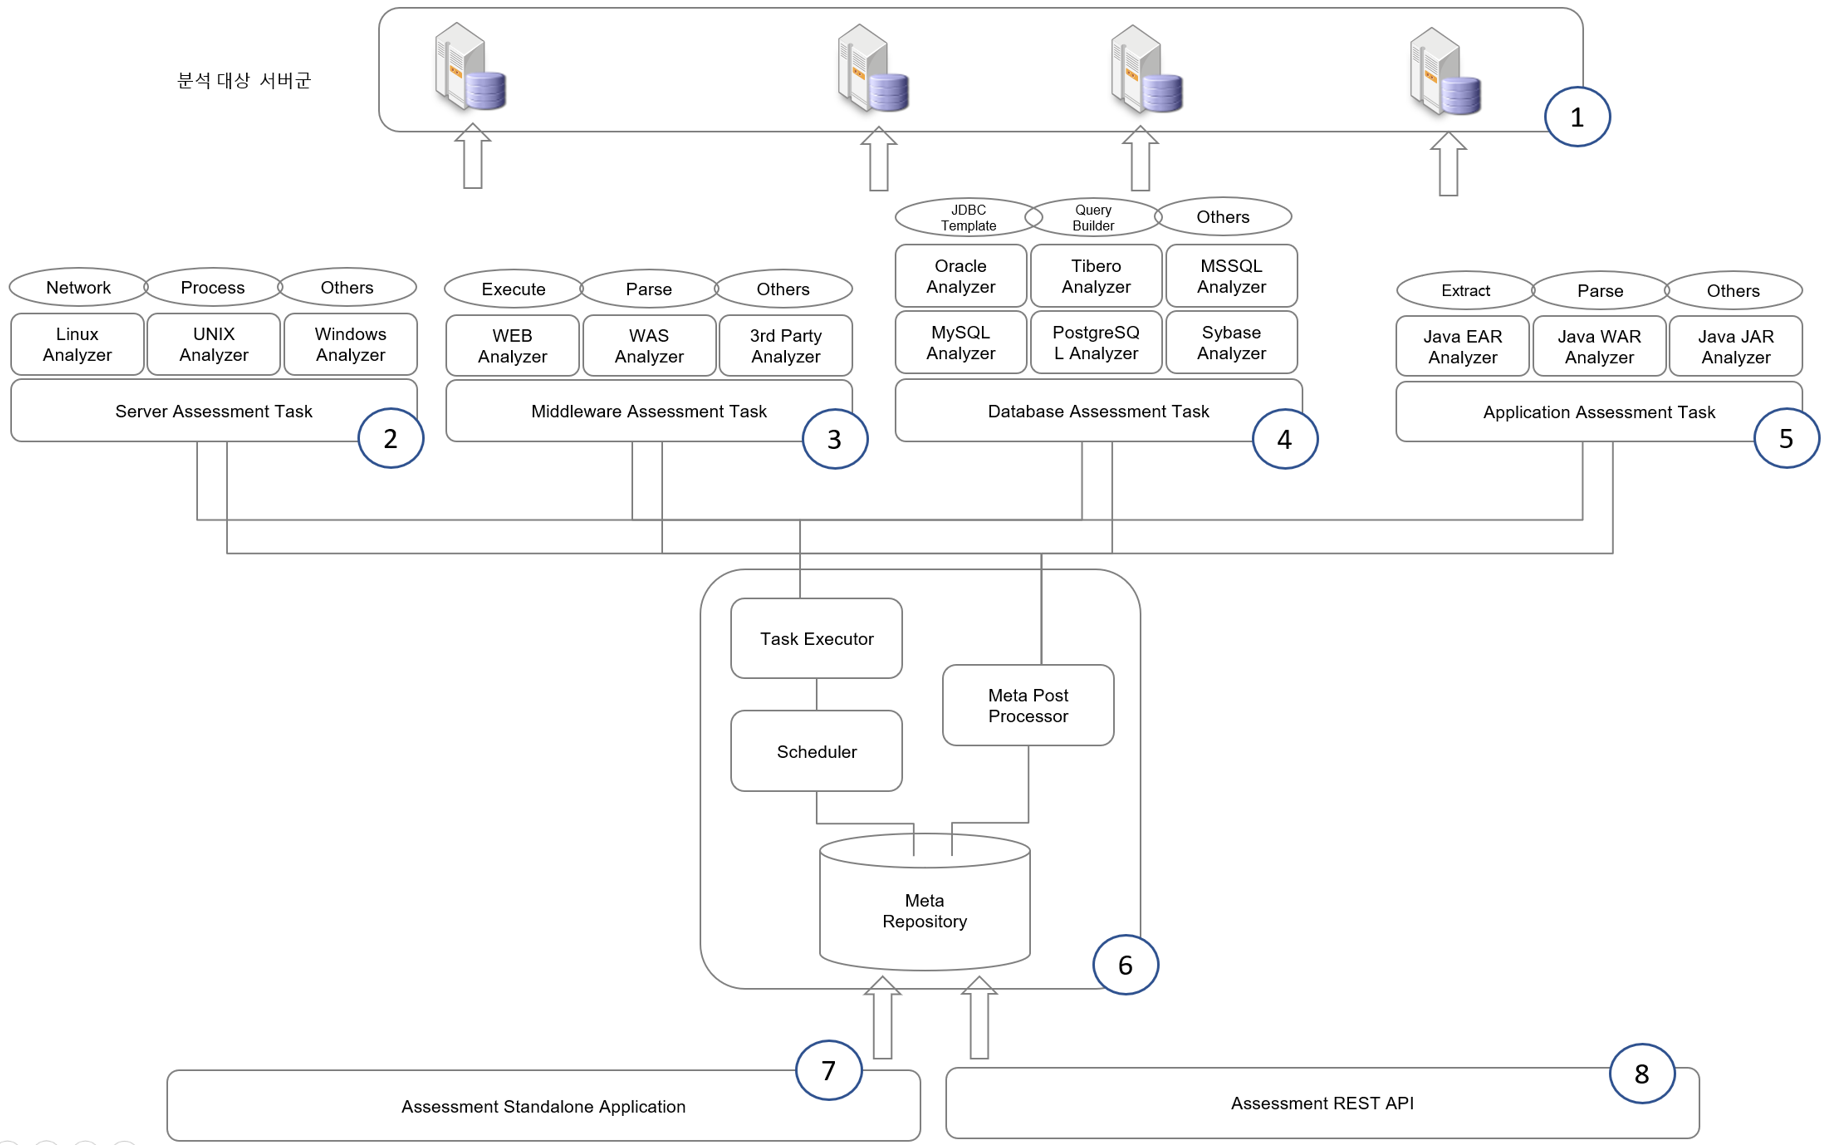 분석 대상 서버군
1
JDBC
Template
Query
Builder
Others
Oracle
Analyzer
Tibero
Analyzer
MSSQL
Analyzer
Network
Process
Others
Execute
Parse
Others
Extract
Parse
Others
Linux
Analyzer
UNIX
Analyzer
Windows
Analyzer
WEB
Analyzer
WAS
Analyzer
3rd Party
Analyzer
MySQL
Analyzer
PostgreSQ
L Analyzer
Sybase
Analyzer
Java EAR
Analyzer
Java WAR
Analyzer
Java JAR
Analyzer
Server Assessment Task
2
Middleware Assessment Task
3
Database Assessment Task
4
Application Assessment Task
5
Task Executor
Meta Post
Processor
Scheduler
Meta
Repository
6
7
Assessment Standalone Application
8
Assessment REST API